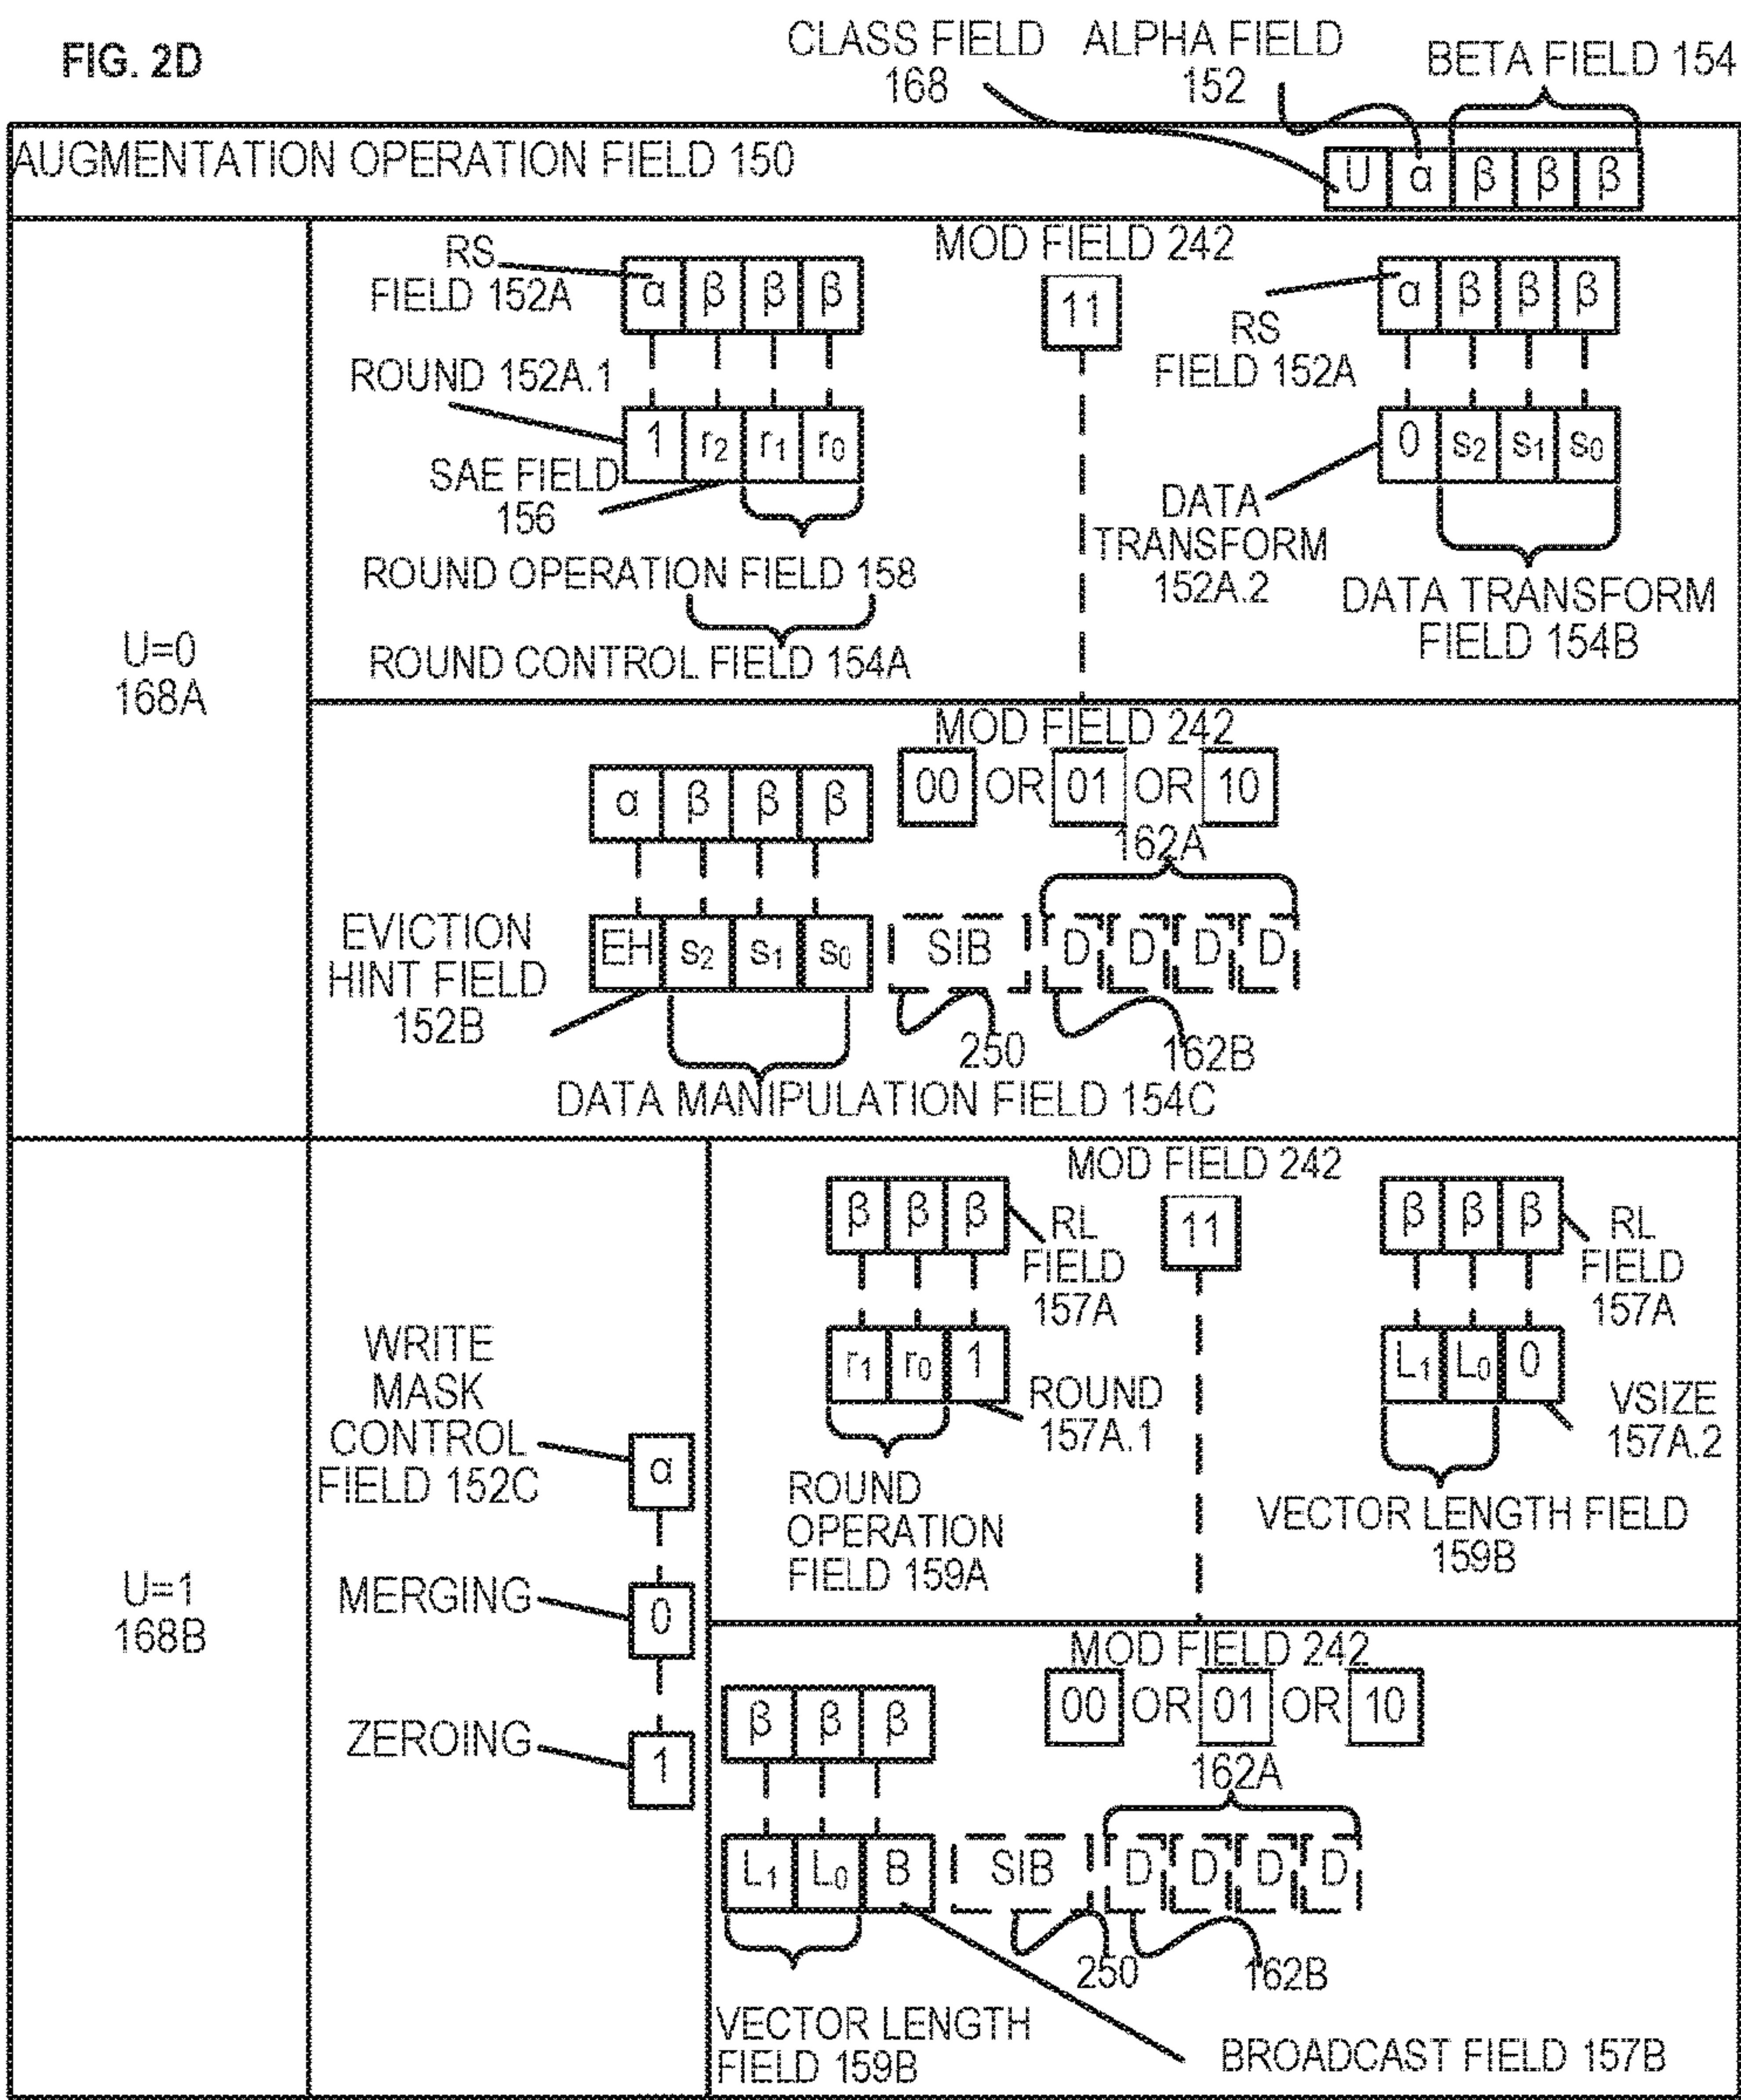 FIG. 2D
CLASS FIELD
168
ALPHA FIELD
152
BETA FIELD 154
AUGMENTATION OPERATION FIELD 150
U α β β β
U=0
168A
MOD FIELD 242
11
RS
FIELD 152A
α β β β
ROUND 152A.1
1 r2 r1 r0
SAE FIELD
156
ROUND OPERATION FIELD 158
ROUND CONTROL FIELD 154A
α β β β
RS
FIELD 152A
0 s2 s1 s0
DATA
TRANSFORM
152A.2
DATA TRANSFORM
FIELD 154B
MOD FIELD 242
00 OR 01 OR 10
α β β β
162A
EVICTION
HINT FIELD
152B
EH s2 s1 s0 SIB D D D D
250
162B
DATA MANIPULATION FIELD 154C
U=1
168B
WRITE
MASK
CONTROL
FIELD 152C
α
MERGING
0
ZEROING
1
MOD FIELD 242
11
β β β
RL
FIELD
157A
r1 r0 1
ROUND
157A.1
ROUND
OPERATION
FIELD 159A
β β β
RL
FIELD
157A
L1 L0 0
VSIZE
157A.2
VECTOR LENGTH FIELD
159B
MOD FIELD 242
00 OR 01 OR 10
β β β
162A
L1 L0 B SIB D D D D
250
162B
VECTOR LENGTH
FIELD 159B
BROADCAST FIELD 157B